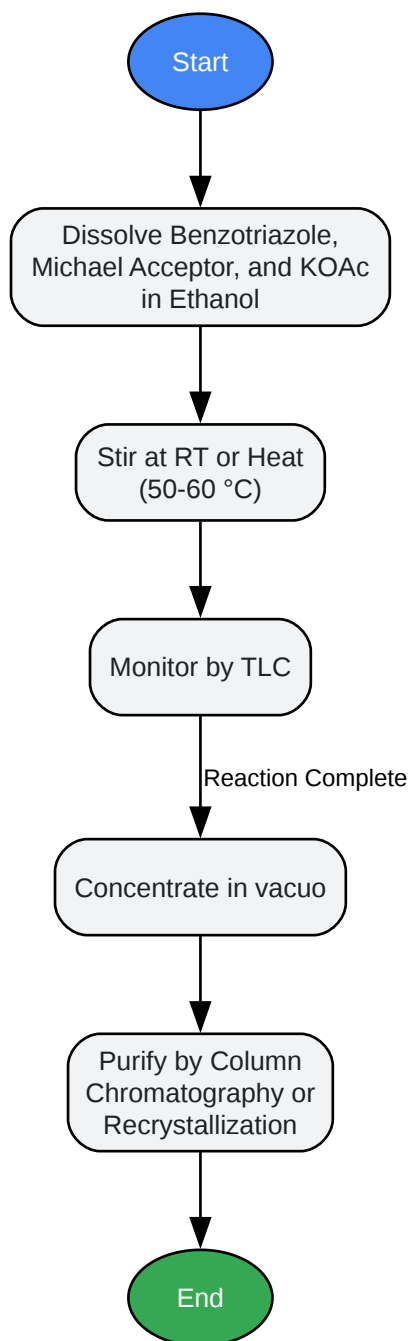 Start
Dissolve Benzotriazole,
Michael Acceptor, and KOAc
in Ethanol
Stir at RT or Heat
(50-60 °C)
Monitor by TLC
Reaction Complete
Concentrate in vacuo
Purify by Column
Chromatography or
Recrystallization
End